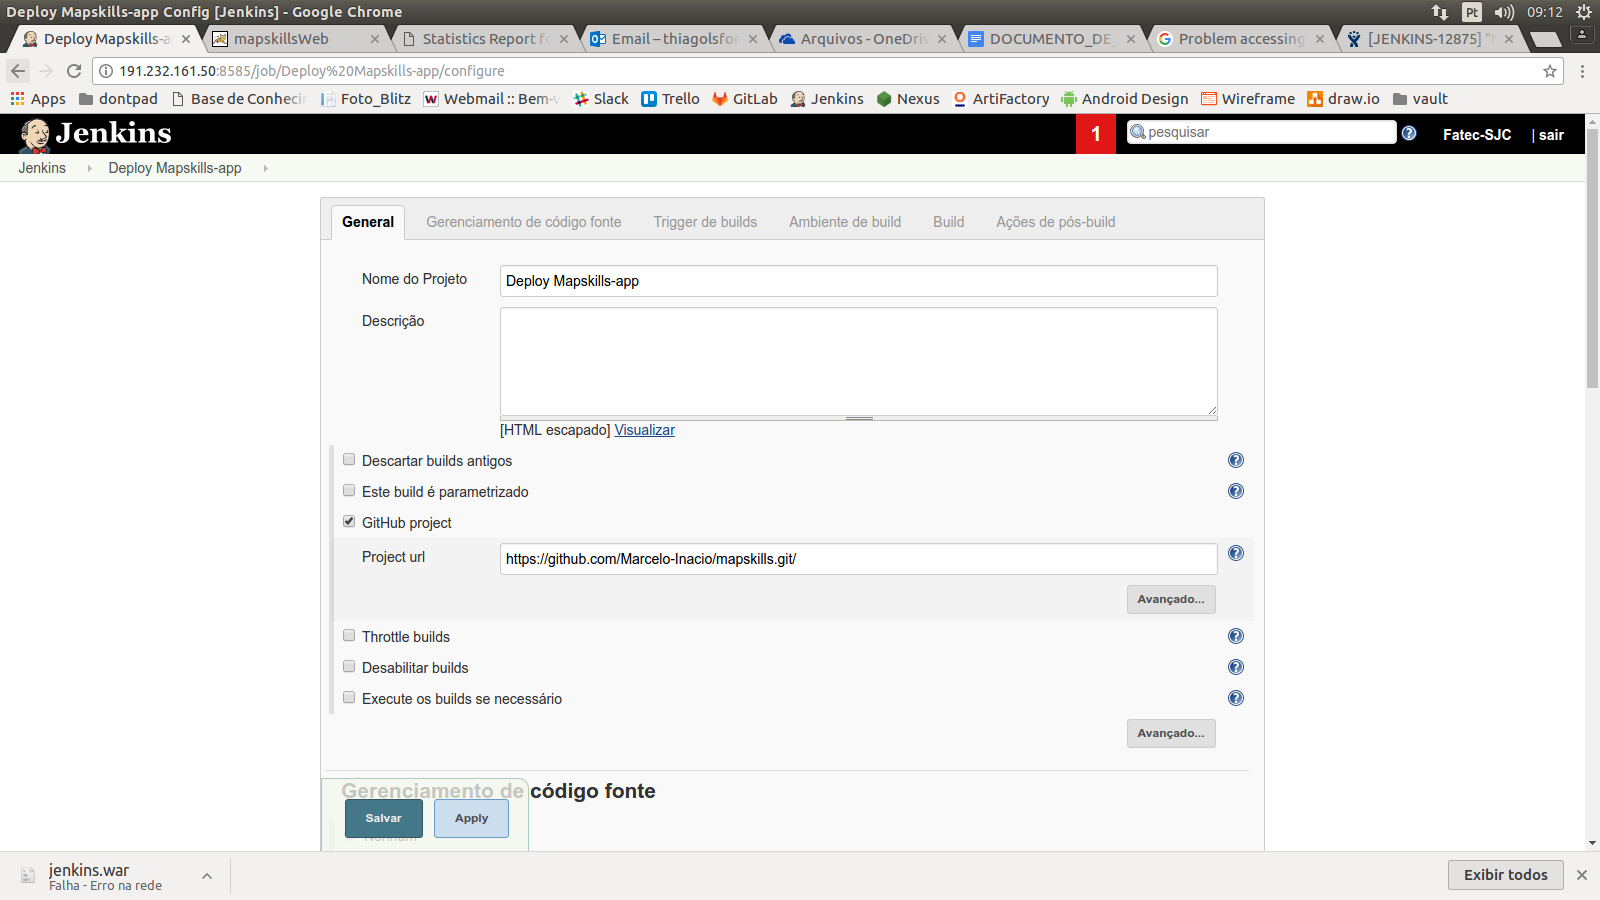 Deploy Mapskills-app Config [Jenkins] - Google Chrome
Pt
09:12
Deploy Mapskills-a
mapskillsWeb
Statistics Report fo
Email – thiagolsfor
Arquivos - OneDriv
DOCUMENTO_DE_
Problem accessing
[JENKINS-12875] "
191.232.161.50:8585/job/Deploy%20Mapskills-app/configure
Apps
dontpad
Base de Conheci
Foto_Blitz
Webmail :: Bem-v
Slack
Trello
GitLab
Jenkins
Nexus
ArtiFactory
Android Design
Wireframe
draw.io
vault
Jenkins
1
pesquisar
Fatec-SJC
| sair
Jenkins
Deploy Mapskills-app
General
Gerenciamento de código fonte
Trigger de builds
Ambiente de build
Build
Ações de pós-build
Nome do Projeto
Deploy Mapskills-app
Descrição
[HTML escapado] Visualizar
Descartar builds antigos
Este build é parametrizado
GitHub project
Project url
https://github.com/Marcelo-Inacio/mapskills.git/
Avançado...
Throttle builds
Desabilitar builds
Execute os builds se necessário
Avançado...
Gerenciamento de código fonte
Salvar
Apply
Nenhum
jenkins.war
Falha - Erro na rede
Exibir todos